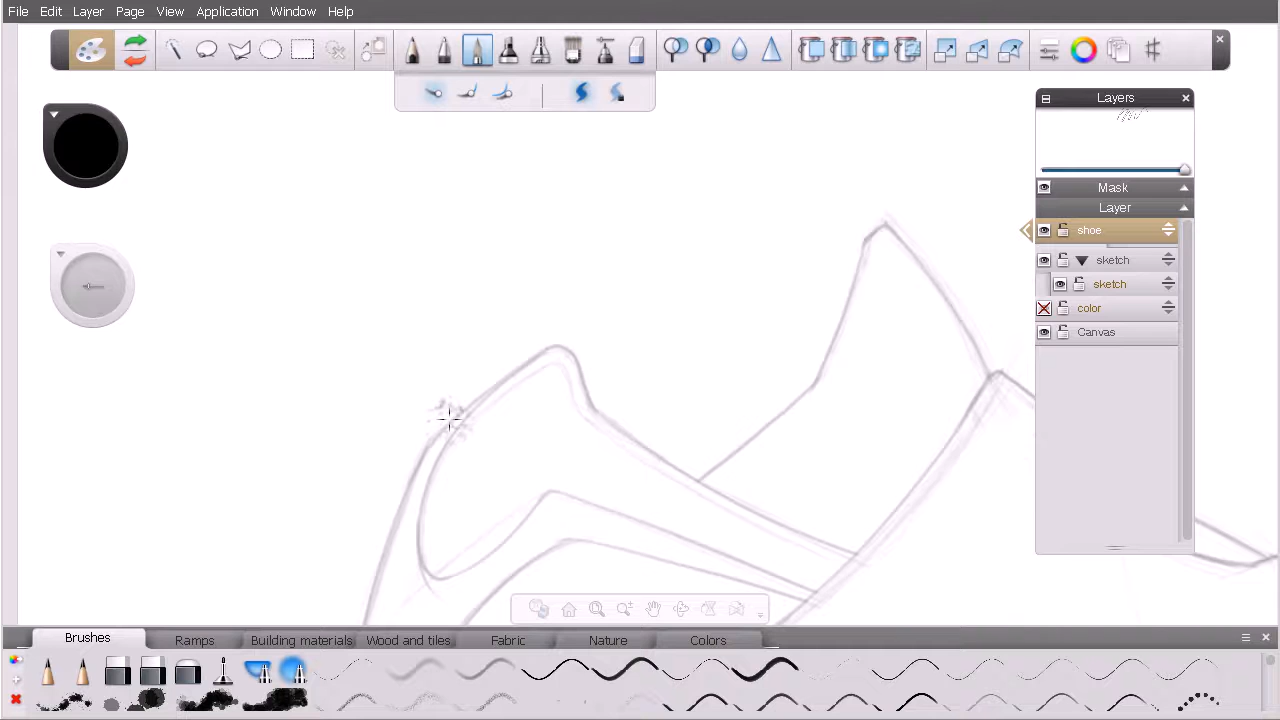 File Edit Layer Page View Application Window Help
Layers
Mask
Layer
shoe
sketch
sketch
color
Canvas
Brushes Ramps Building materials Wood and tiles Fabric Nature Colors